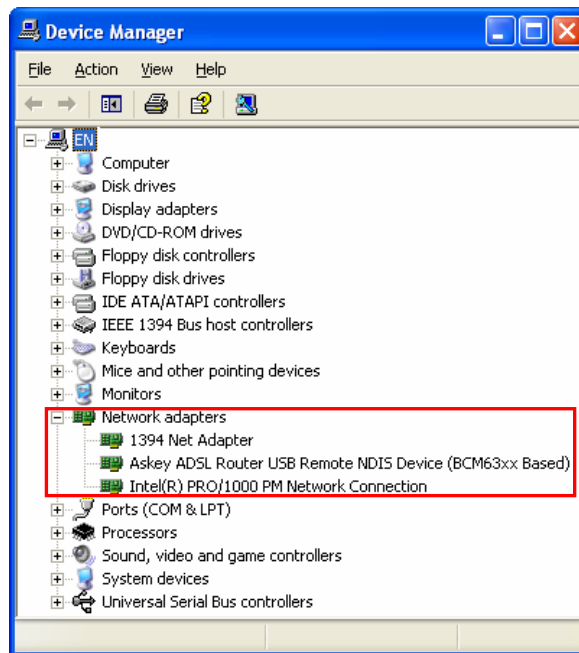 Device Manager
File Action View Help
EN
Computer
Disk drives
Display adapters
DVD/CD-ROM drives
Floppy disk controllers
Floppy disk drives
IDE ATA/ATAPI controllers
IEEE 1394 Bus host controllers
Keyboards
Mice and other pointing devices
Monitors
Network adapters
1394 Net Adapter
Askey ADSL Router USB Remote NDIS Device (BCM63xx Based)
Intel(R) PRO/1000 PM Network Connection
Ports (COM & LPT)
Processors
Sound, video and game controllers
System devices
Universal Serial Bus controllers